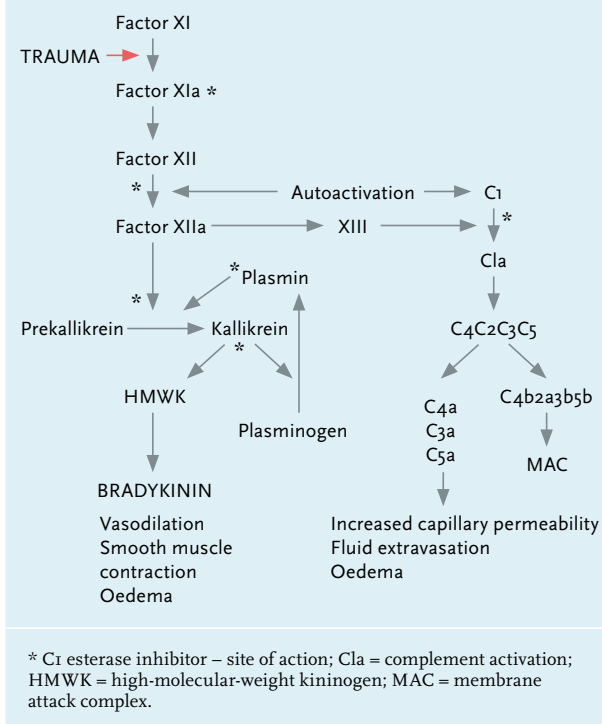 Factor XI
TRAUMA
Factor XIa *
Factor XII
*
Autoactivation
C1
*
Factor XIIa
XIII
Cla
* Plasmin
*
Prekallikrein
Kallikrein
*
C4C2C3C5
HMWK
Plasminogen
C4a
C3a
C5a
C4b2a3b5b
MAC
BRADYKININ
Vasodilation
Smooth muscle
contraction
Oedema
Increased capillary permeability
Fluid extravasation
Oedema
* C1 esterase inhibitor – site of action; Cla = complement activation;
HMWK = high-molecular-weight kininogen; MAC = membrane
attack complex.